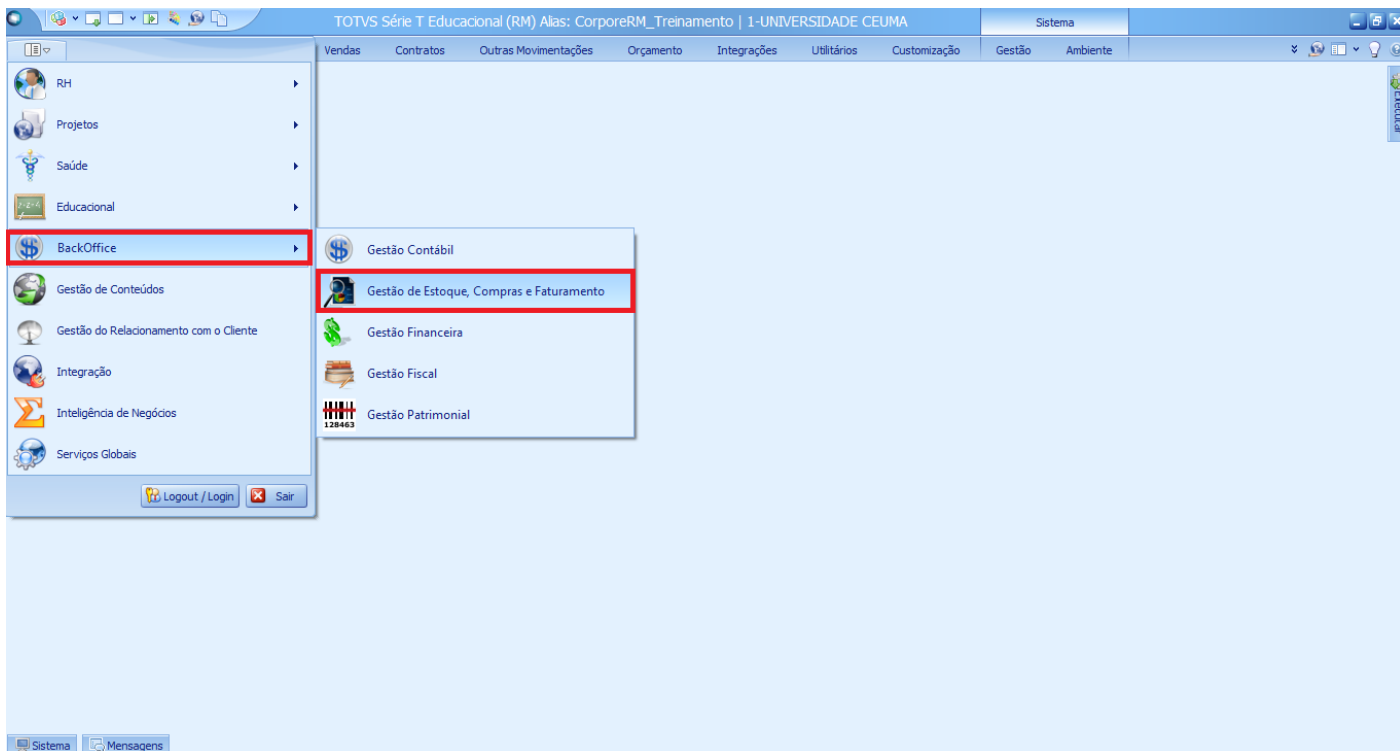 TOTVS Série T Educacional (RM) Alias: CorporeRM_Treinamento | 1-UNIVERSIDADE CEUMA
Sistema
Vendas Contratos Outras Movimentações Orçamento Integrações Utilitários Customização Gestão Ambiente
Executar
RH
Projetos
Saúde
Educacional
BackOffice
Gestão de Conteúdos
Gestão do Relacionamento com o Cliente
Integração
Inteligência de Negócios
Serviços Globais
Logout / Login Sair
Gestão Contábil
Gestão de Estoque, Compras e Faturamento
Gestão Financeira
Gestão Fiscal
128463
Gestão Patrimonial
Sistema Mensagens